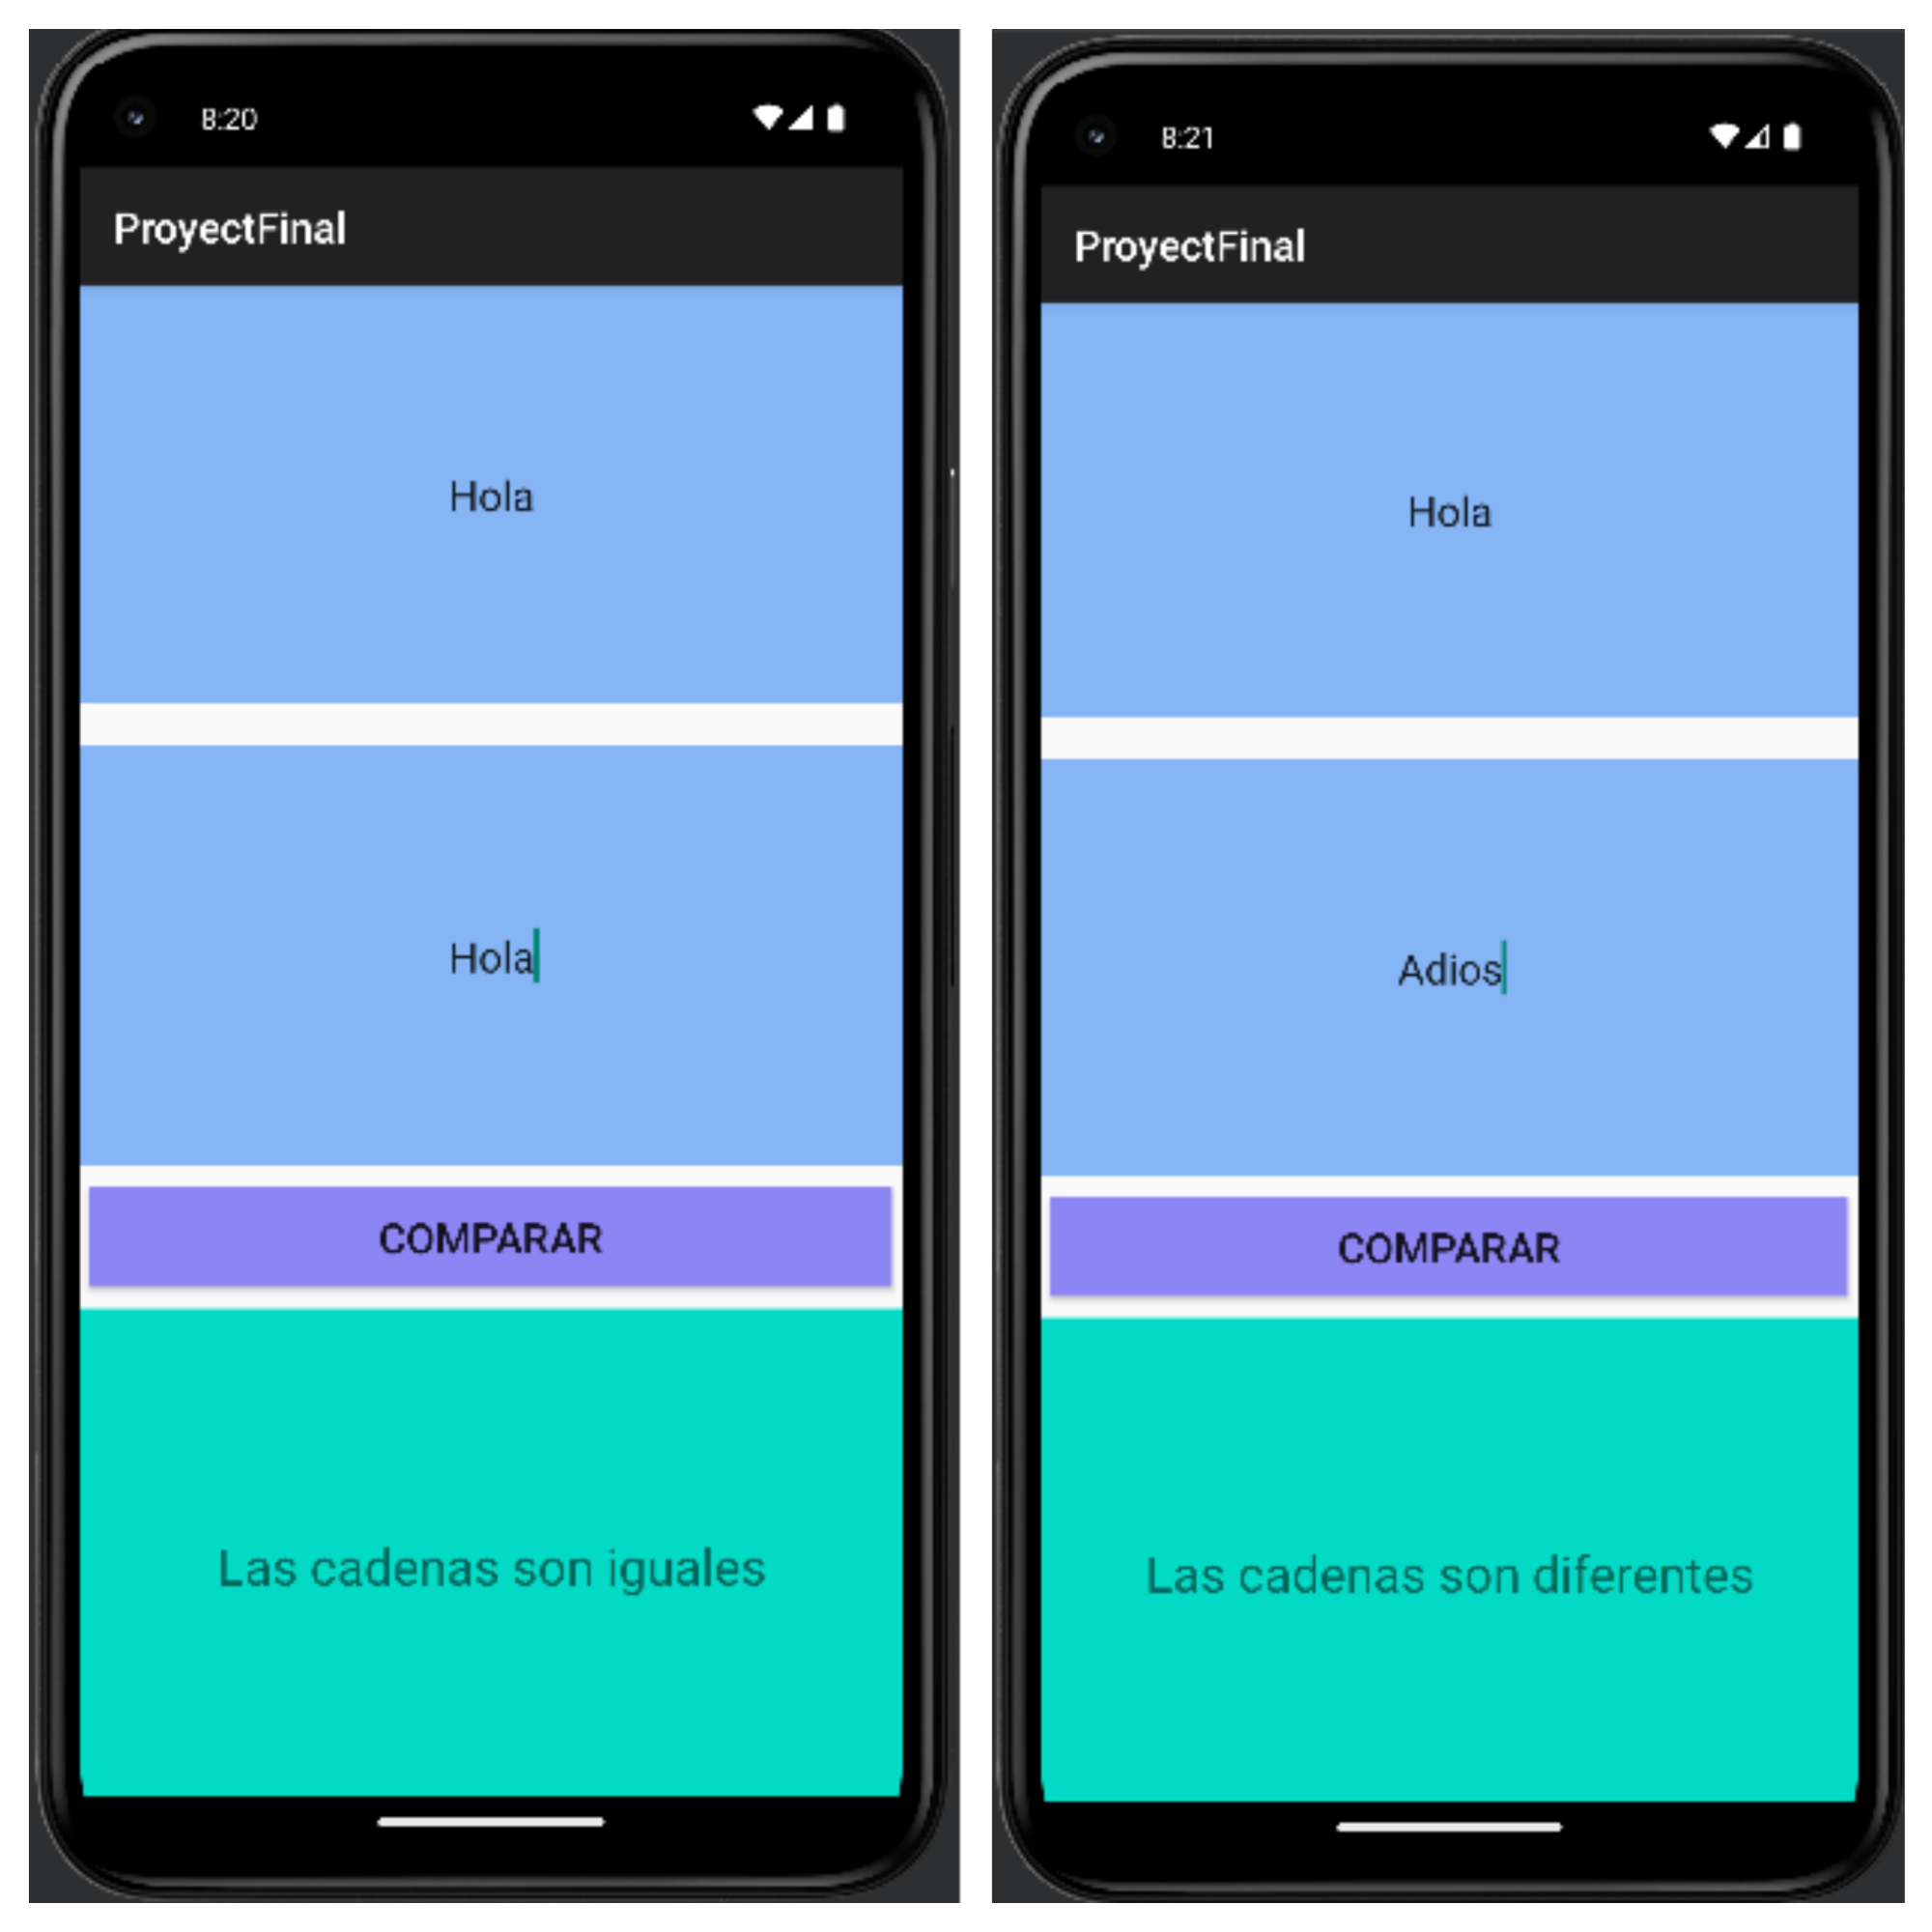 8:20
ProyectFinal
Hola
Hola
COMPARAR
Las cadenas son iguales
8:21
ProyectFinal
Hola
Adios
COMPARAR
Las cadenas son diferentes